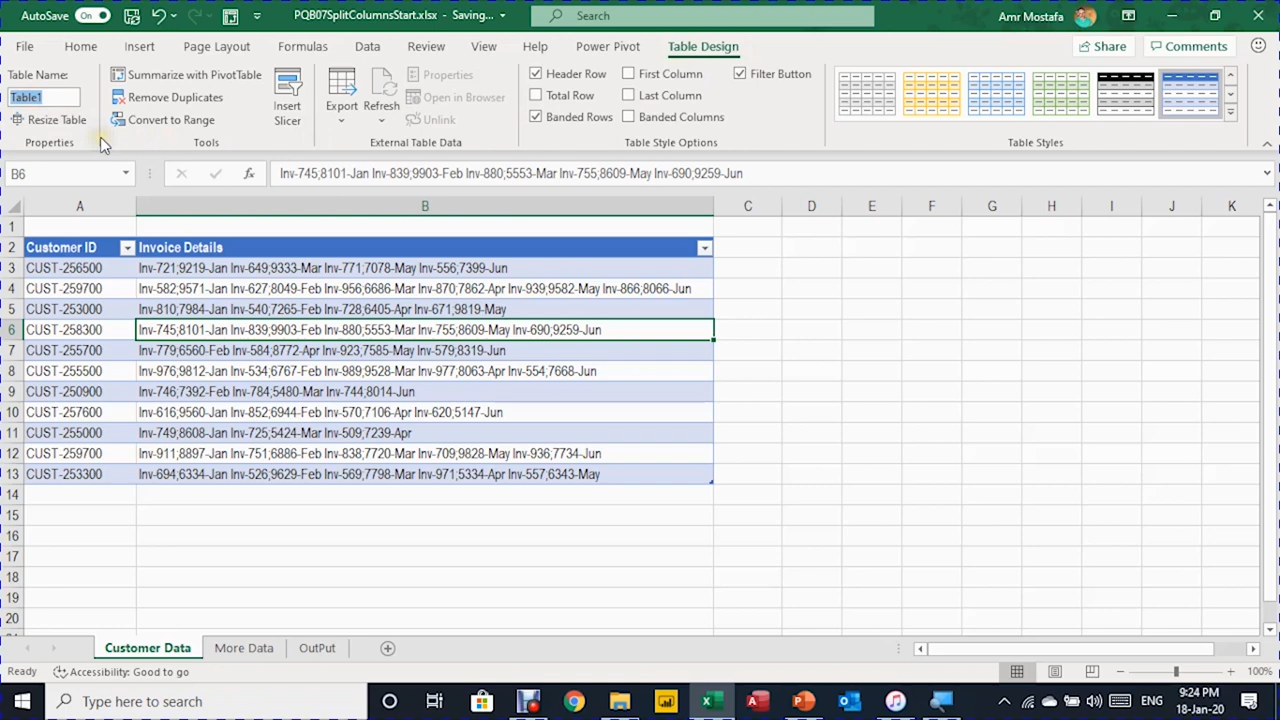 AutoSave On PQB07SplitColumnsStart.xlsx - Saving... Search Amr Mostafa
File Home Insert Page Layout Formulas Data Review View Help Power Pivot Table Design Share Comments
Table Name:
Table1
Resize Table
Properties
Summarize with PivotTable
Remove Duplicates
Convert to Range
Tools
Insert
Slicer
Export
Refresh
Properties
Open in browser
Unlink
External Table Data
Header Row
Total Row
Banded Rows
First Column
Last Column
Banded Columns
Filter Button
Table Style Options
Table Styles
B6 fx Inv-745;8101-Jan Inv-839;9903-Feb Inv-880;5553-Mar Inv-755;8609-May Inv-690;9259-Jun
A B C D E F G H I J K
1
2 Customer ID Invoice Details
3 CUST-256500 Inv-721;9219-Jan Inv-649;9333-Mar Inv-771;7078-May Inv-556;7399-Jun
4 CUST-259700 Inv-582;9571-Jan Inv-627;8049-Feb Inv-956;6686-Mar Inv-870;7862-Apr Inv-939;9582-May Inv-866;8066-Jun
5 CUST-253000 Inv-810;7984-Jan Inv-540;7265-Feb Inv-728;6405-Apr Inv-671;9819-May
6 CUST-258300 Inv-745;8101-Jan Inv-839;9903-Feb Inv-880;5553-Mar Inv-755;8609-May Inv-690;9259-Jun
7 CUST-255700 Inv-779;6560-Feb Inv-584;8772-Apr Inv-923;7585-May Inv-579;8319-Jun
8 CUST-255500 Inv-976;9812-Jan Inv-534;6767-Feb Inv-989;9528-Mar Inv-977;8063-Apr Inv-554;7668-Jun
9 CUST-250900 Inv-746;7392-Feb Inv-784;5480-Mar Inv-744;8014-Jun
10 CUST-257600 Inv-616;9560-Jan Inv-852;6944-Feb Inv-570;7106-Apr Inv-620;5147-Jun
11 CUST-255000 Inv-749;8608-Jan Inv-725;5424-Mar Inv-509;7239-Apr
12 CUST-259700 Inv-911;8897-Jan Inv-751;6886-Feb Inv-838;7720-Mar Inv-709;9828-May Inv-936;7734-Jun
13 CUST-253300 Inv-694;6334-Jan Inv-526;9629-Feb Inv-569;7798-Mar Inv-971;5334-Apr Inv-557;6343-May
14
15
16
17
18
19
20
Customer Data More Data OutPut
Ready Accessibility: Good to go 100%
Type here to search ENG 9:24 PM
18-Jan-20